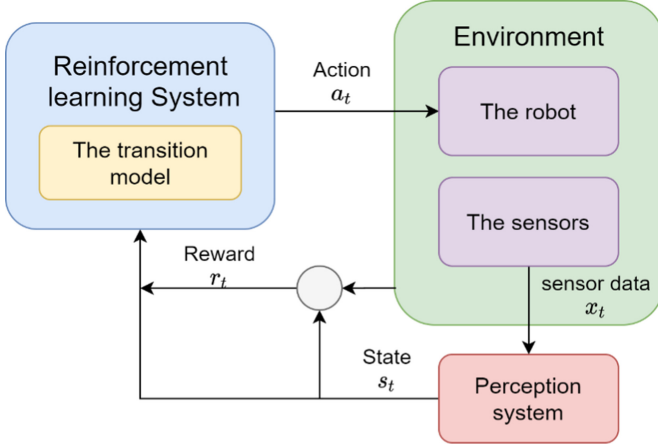 Reinforcement
learning System
The transition
model
Action
a_t
Environment
The robot
The sensors
sensor data
x_t
Reward
r_t
State
s_t
Perception
system